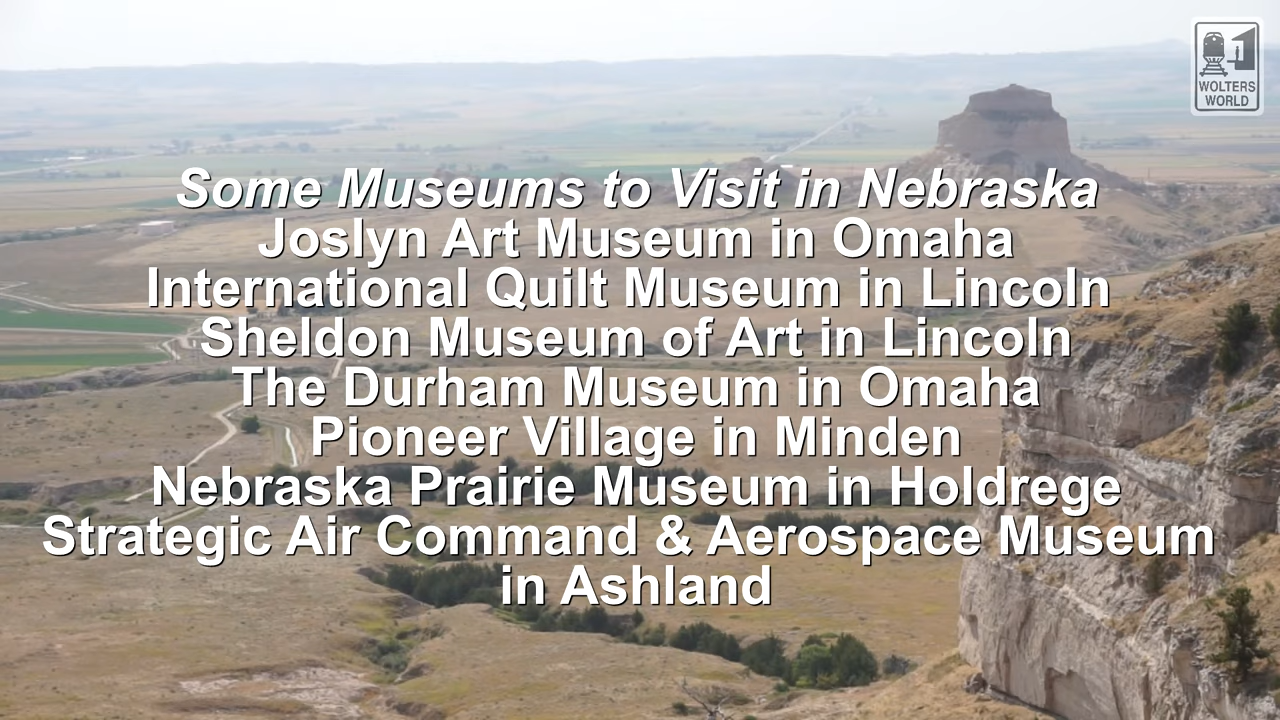 WOLTERS
WORLD
Some Museums to Visit in Nebraska
Joslyn Art Museum in Omaha
International Quilt Museum in Lincoln
Sheldon Museum of Art in Lincoln
The Durham Museum in Omaha
Pioneer Village in Minden
Nebraska Prairie Museum in Holdrege
Strategic Air Command & Aerospace Museum
in Ashland